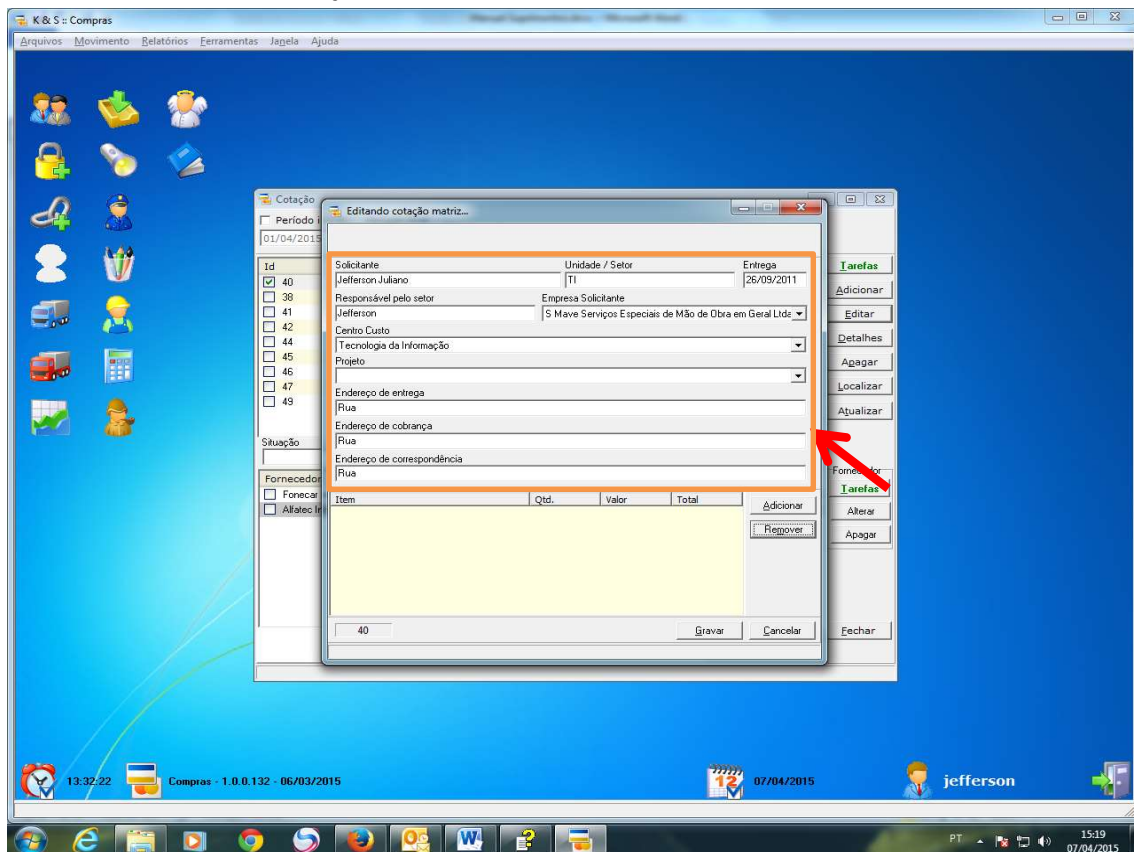 K & S :: Compras
Arquivos Movimento Relatórios Ferramentas Janela Ajuda
Cotação
Período i
01/04/2015
Id
40
38
41
42
44
45
46
47
49
Situação
Fornecedor
Fonecar
Alfatec In
Editando cotação matriz...
Solicitante Unidade / Setor Entrega
Jefferson Juliano TI 26/09/2011
Responsável pelo setor Empresa Solicitante
Jefferson S Mave Serviços Especiais de Mão de Obra em Geral Ltda
Centro Custo
Tecnologia da Informação
Projeto
Endereço de entrega
Rua
Endereço de cobrança
Rua
Endereço de correspondência
Rua
Item Qtd. Valor Total
Adicionar
Remover
40 Gravar Cancelar
Tarefas
Adicionar
Editar
Detalhes
Apagar
Localizar
Atualizar
Fornecedor
Tarefas
Alterar
Apagar
Fechar
13:32:22 Compras - 1.0.0.132 - 06/03/2015 12 07/04/2015 jefferson
PT 15:19
07/04/2015